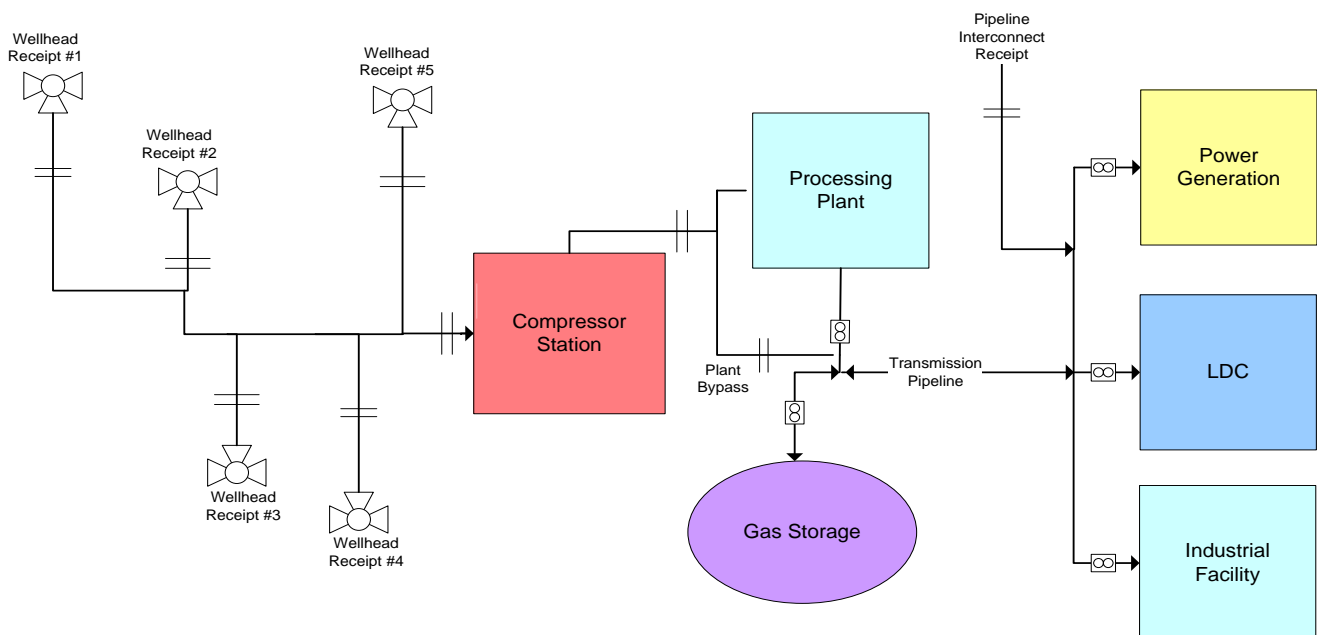 Wellhead
Receipt #1
Wellhead
Receipt #2
Wellhead
Receipt #5
Pipeline
Interconnect
Receipt
Processing
Plant
Power
Generation
Compressor
Station
Plant
Bypass
Transmission
Pipeline
LDC
Wellhead
Receipt #3
Wellhead
Receipt #4
Gas Storage
Industrial
Facility